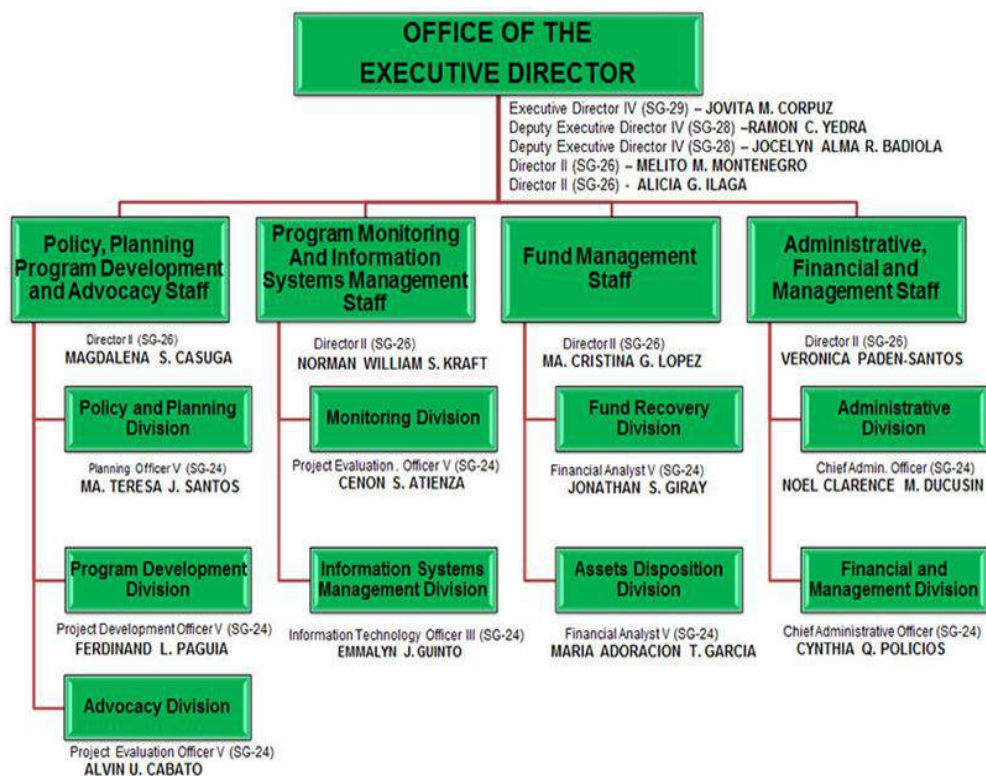 OFFICE OF THE
EXECUTIVE DIRECTOR
Executive Director IV (SG-29) – JOVITA M. CORPUZ
Deputy Executive Director IV (SG-28) –RAMON C. YEDRA
Deputy Executive Director IV (SG-28) – JOCELYN ALMA R. BADIOLA
Director II (SG-26) – MELITO M. MONTENEGRO
Director II (SG-26) - ALICIA G. ILAGA
Policy, Planning
Program Development
and Advocacy Staff
Director II (SG-26)
MAGDALENA S. CASUGA
Policy and Planning
Division
Planning Officer V (SG-24)
MA. TERESA J. SANTOS
Program Development
Division
Project Development Officer V (SG-24)
FERDINAND L. PAGUIA
Advocacy Division
Project Evaluation Officer V (SG-24)
ALVIN U. CABATO
Program Monitoring
And Information
Systems Management
Staff
Director II (SG-26)
NORMAN WILLIAM S. KRAFT
Monitoring Division
Project Evaluation . Officer V (SG-24)
CENON S. ATIENZA
Information Systems
Management Division
Information Technology Officer III (SG-24)
EMMALYN J. GUINTO
Fund Management
Staff
Director II (SG-26)
MA. CRISTINA G. LOPEZ
Fund Recovery
Division
Financial Analyst V (SG-24)
JONATHAN S. GIRAY
Assets Disposition
Division
Financial Analyst V (SG-24)
MARIA ADORACION T. GARCIA
Administrative,
Financial and
Management Staff
Director II (SG-26)
VERONICA PADEN-SANTOS
Administrative
Division
Chief Admin. Officer (SG-24)
NOEL CLARENCE M. DUCUSIN
Financial and
Management Division
Chief Administrative Officer (SG-24)
CYNTHIA Q. POLICIOS